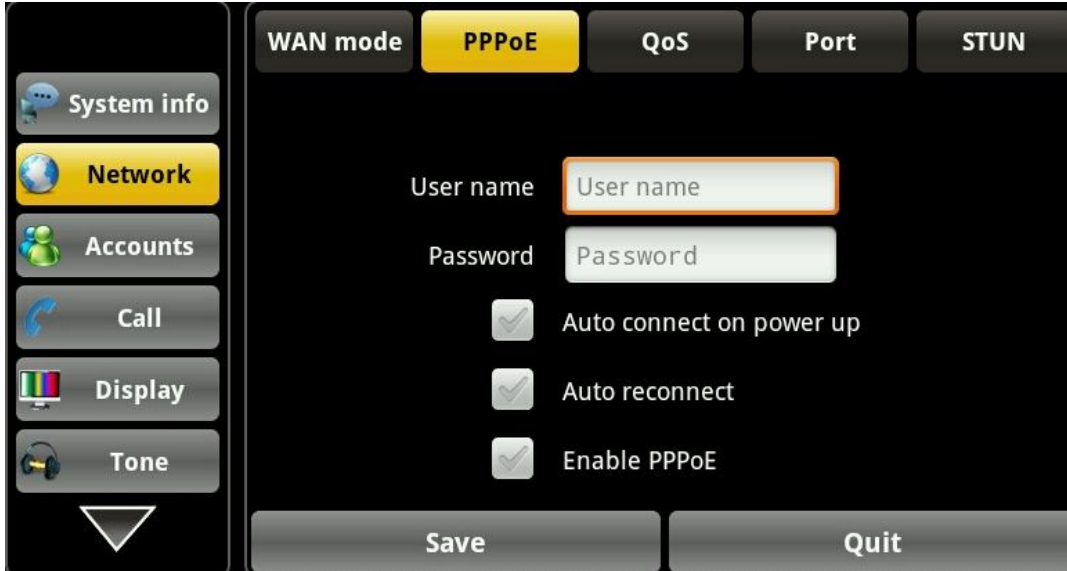 WAN mode
PPPoE
QoS
Port
STUN
System info
Network
Accounts
Call
Display
Tone
User name
User name
Password
Password
Auto connect on power up
Auto reconnect
Enable PPPoE
Save
Quit